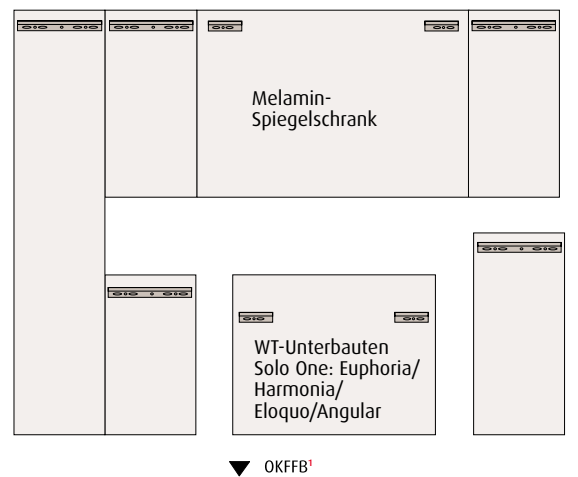 Melamin-
Spiegelschrank
WT-Unterbauten
Solo One: Euphoria/
Harmonia/
Eloquo/Angular
OKFFB¹